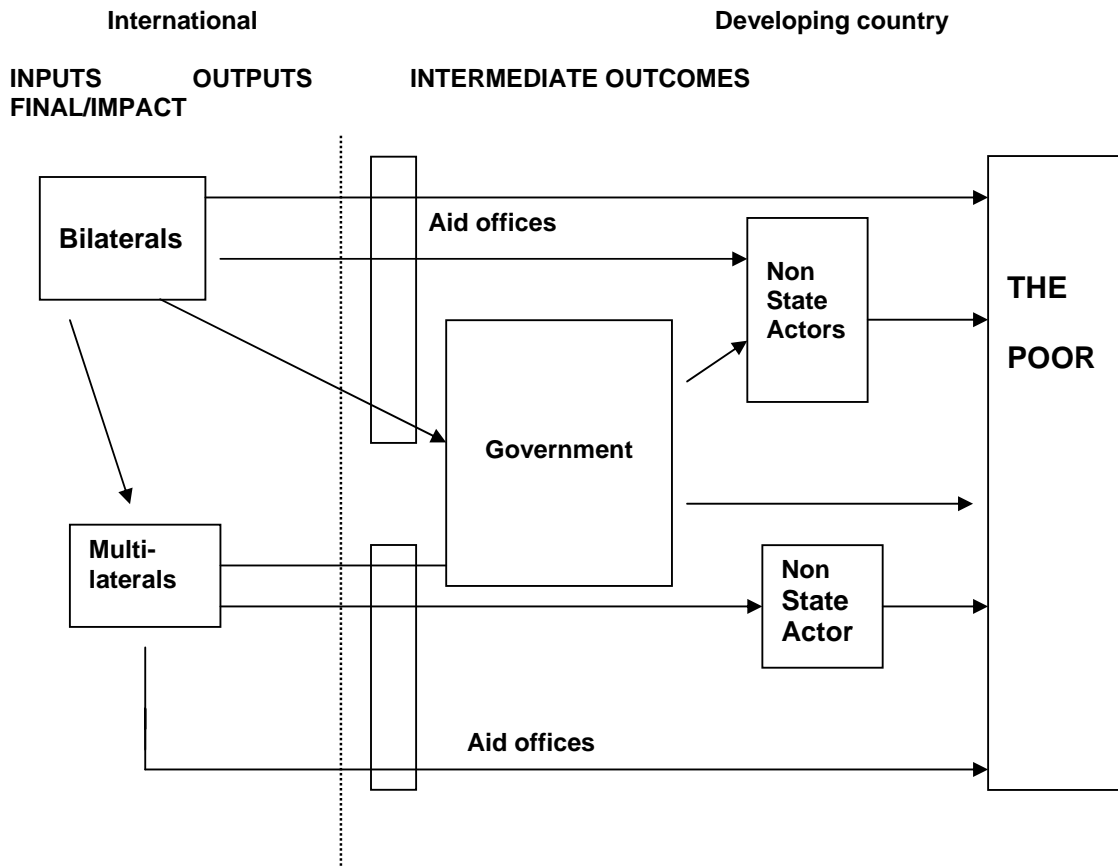 International Developing country
INPUTS OUTPUTS INTERMEDIATE OUTCOMES
FINAL/IMPACT
Bilaterals
Aid offices
Non
State
Actors
THE
POOR
Government
Multi-
laterals
Non
State
Actor
Aid offices